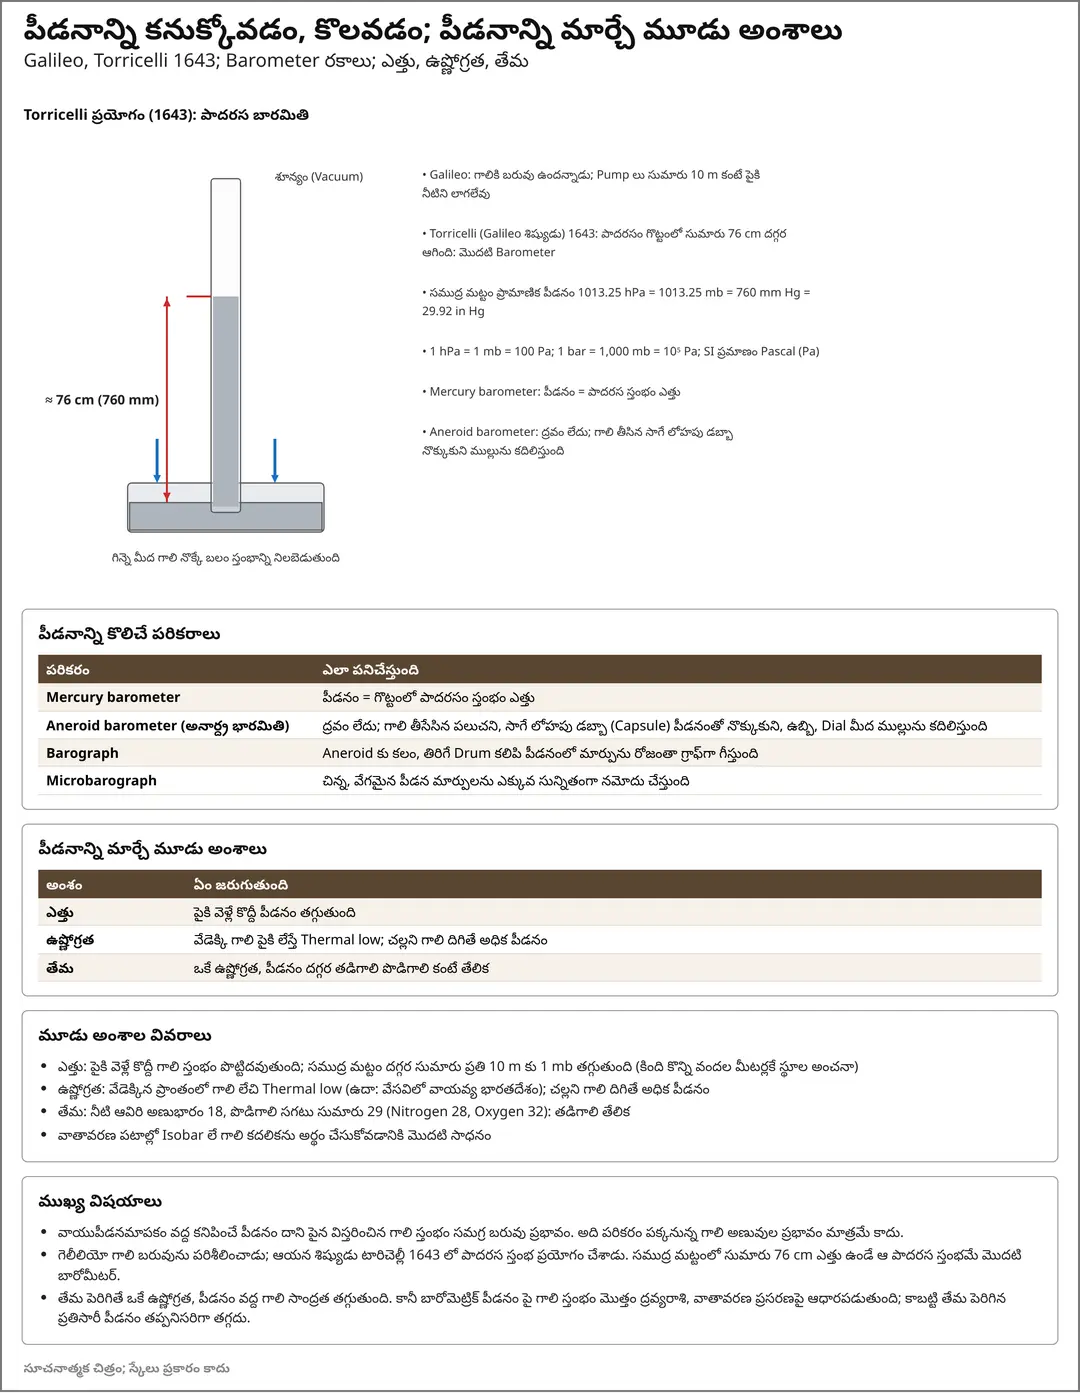 పీడనాన్ని కనుక్కోవడం, కొలవడం; పీడనాన్ని మార్చే మూడు అంశాలు
Galileo, Torricelli 1643; Barometer రకాలు; ఎత్తు, ఉష్ణోగ్రత, తేమ
Torricelli ప్రయోగం (1643): పాదరస బారమితి
శూన్యం (Vacuum)
≈ 76 cm (760 mm)
గిన్నె మీద గాలి నొక్కే బలం స్తంభాన్ని నిలబెడుతుంది
• Galileo: గాలికి బరువు ఉందన్నాడు; Pump లు సుమారు 10 m కంటే పైకి
నీటిని లాగలేవు
• Torricelli (Galileo శిష్యుడు) 1643: పాదరసం గొట్టంలో సుమారు 76 cm దగ్గర
ఆగింది: మొదటి Barometer
• సముద్ర మట్టం ప్రామాణిక పీడనం 1013.25 hPa = 1013.25 mb = 760 mm Hg =
29.92 in Hg
• 1 hPa = 1 mb = 100 Pa; 1 bar = 1,000 mb = 10⁵ Pa; SI ప్రమాణం Pascal (Pa)
• Mercury barometer: పీడనం = పాదరస స్తంభం ఎత్తు
• Aneroid barometer: ద్రవం లేదు; గాలి తీసిన సాగే లోహపు డబ్బా
నొక్కుకుని ముల్లును కదిలిస్తుంది
పీడనాన్ని కొలిచే పరికరాలు
పరికరం ఎలా పనిచేస్తుంది
Mercury barometer పీడనం = గొట్టంలో పాదరసం స్తంభం ఎత్తు
Aneroid barometer (అనార్ద్ర భారమితి) ద్రవం లేదు; గాలి తీసేసిన పలుచని, సాగే లోహపు డబ్బా (Capsule) పీడనంతో నొక్కుకుని, ఉబ్బి, Dial మీద ముల్లును కదిలిస్తుంది
Barograph Aneroid కు కలం, తిరిగే Drum కలిపి పీడనంలో మార్పును రోజంతా గ్రాఫ్‌గా గీస్తుంది
Microbarograph చిన్న, వేగమైన పీడన మార్పులను ఎక్కువ సున్నితంగా నమోదు చేస్తుంది
పీడనాన్ని మార్చే మూడు అంశాలు
అంశం ఏం జరుగుతుంది
ఎత్తు పైకి వెళ్లే కొద్దీ పీడనం తగ్గుతుంది
ఉష్ణోగ్రత వేడెక్కి గాలి పైకి లేస్తే Thermal low; చల్లని గాలి దిగితే అధిక పీడనం
తేమ ఒకే ఉష్ణోగ్రత, పీడనం దగ్గర తడిగాలి పొడిగాలి కంటే తేలిక
మూడు అంశాల వివరాలు
• ఎత్తు: పైకి వెళ్లే కొద్దీ గాలి స్తంభం పొట్టిదవుతుంది; సముద్ర మట్టం దగ్గర సుమారు ప్రతి 10 m కు 1 mb తగ్గుతుంది (కింది కొన్ని వందల మీటర్లకే స్థూల అంచనా)
• ఉష్ణోగ్రత: వేడెక్కిన ప్రాంతంలో గాలి లేచి Thermal low (ఉదా: వేసవిలో వాయవ్య భారతదేశం); చల్లని గాలి దిగితే అధిక పీడనం
• తేమ: నీటి ఆవిరి అణుభారం 18, పొడిగాలి సగటు సుమారు 29 (Nitrogen 28, Oxygen 32): తడిగాలి తేలిక
• వాతావరణ పటాల్లో Isobar లే గాలి కదలికను అర్థం చేసుకోవడానికి మొదటి సాధనం
ముఖ్య విషయాలు
• వాయుపీడనమాపకం వద్ద కనిపించే పీడనం దాని పైన విస్తరించిన గాలి స్తంభం సమగ్ర బరువు ప్రభావం. అది పరికరం పక్కనున్న గాలి అణువుల ప్రభావం మాత్రమే కాదు.
• గెలీలియో గాలి బరువును పరిశీలించాడు; ఆయన శిష్యుడు టారిచెల్లీ 1643 లో పాదరస స్తంభ ప్రయోగం చేశాడు. సముద్ర మట్టంలో సుమారు 76 cm ఎత్తు ఉండే ఆ పాదరస స్తంభమే మొదటి
బారోమీటర్.
• తేమ పెరిగితే ఒకే ఉష్ణోగ్రత, పీడనం వద్ద గాలి సాంద్రత తగ్గుతుంది. కానీ బారోమెట్రిక్ పీడనం పై గాలి స్తంభం మొత్తం ద్రవ్యరాశి, వాతావరణ ప్రసరణపై ఆధారపడుతుంది; కాబట్టి తేమ పెరిగిన
ప్రతిసారీ పీడనం తప్పనిసరిగా తగ్గదు.
సూచనాత్మక చిత్రం; స్కేలు ప్రకారం కాదు